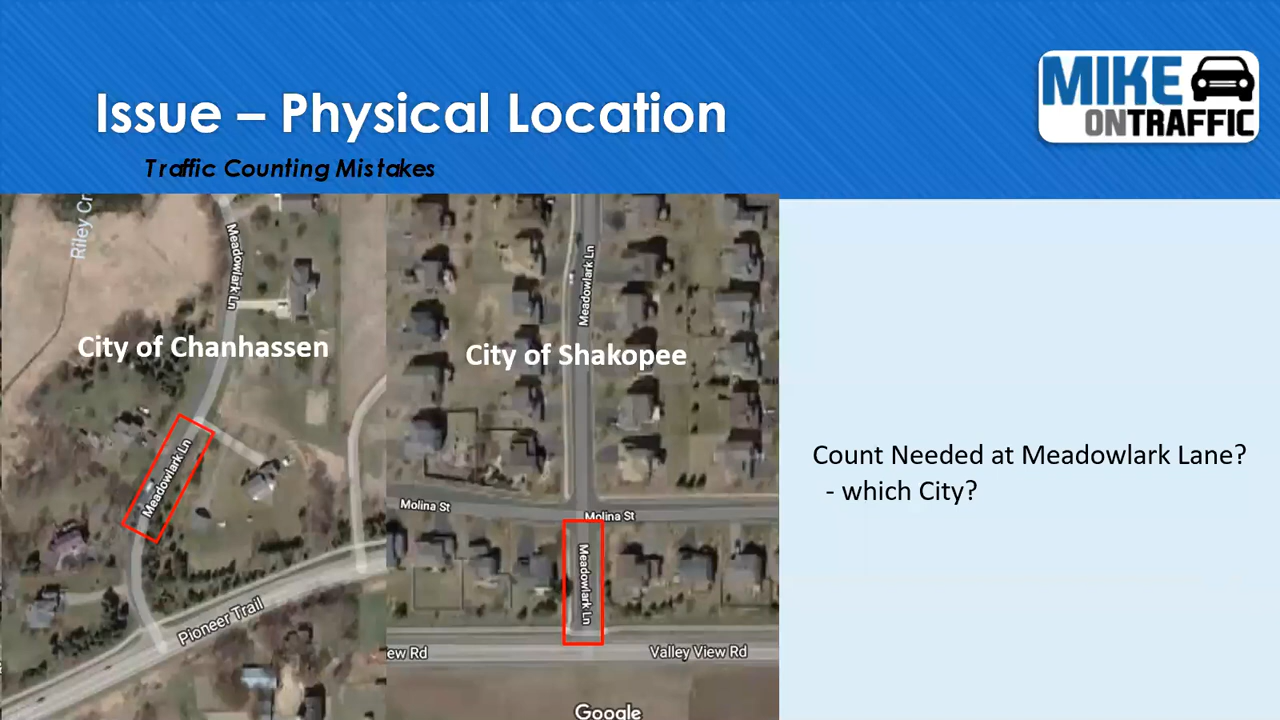 Issue – Physical Location
Traffic Counting Mistakes
MIKE
ONTRAFFIC
Riley Cr
Meadowlark Ln
City of Chanhassen
Meadowlark Ln
Pioneer Trail
Meadowlark Ln
City of Shakopee
Molina St
Molina St
Meadowlark Ln
ew Rd
Valley View Rd
Google
Count Needed at Meadowlark Lane?
- which City?